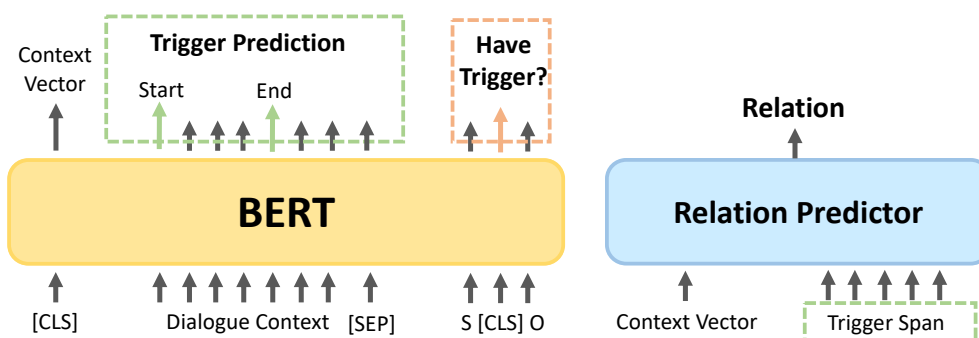 Context
Vector
Trigger Prediction
Start
End
Have
Trigger?
BERT
[CLS]
Dialogue Context
[SEP]
S [CLS] O
Relation
Relation Predictor
Context Vector
Trigger Span